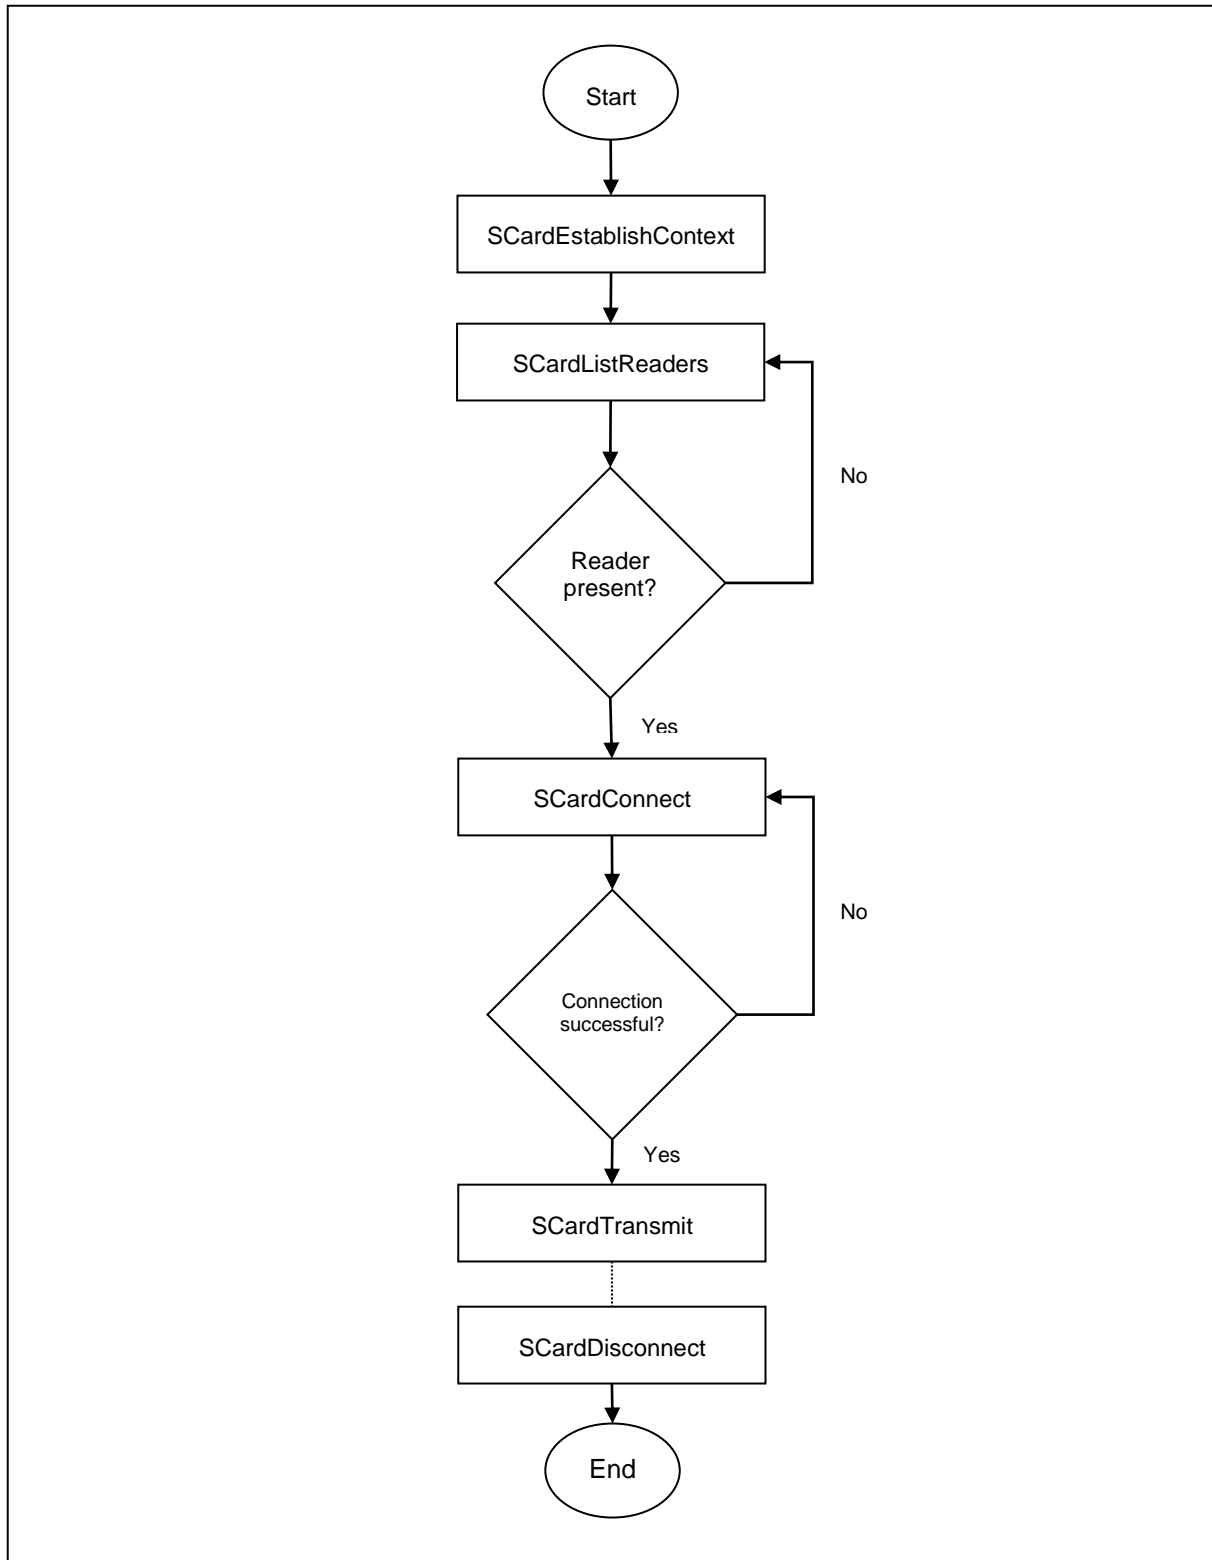 Start
SCardEstablishContext
SCardListReaders
No
Reader
present?
Yes
SCardConnect
No
Connection
successful?
Yes
SCardTransmit
SCardDisconnect
End